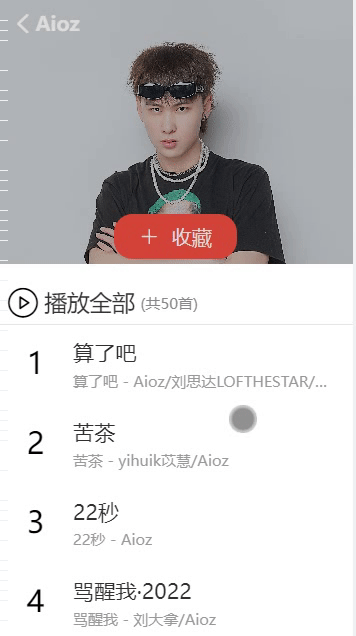 Aioz
+ 收藏
播放全部 (共50首)
1 算了吧
算了吧 - Aioz/刘思达LOFTHESTAR/...
2 苦茶
苦茶 - yihuik苡慧/Aioz
3 22秒
22秒 - Aioz
4 骂醒我·2022
骂醒我 - 刘大拿/Aioz